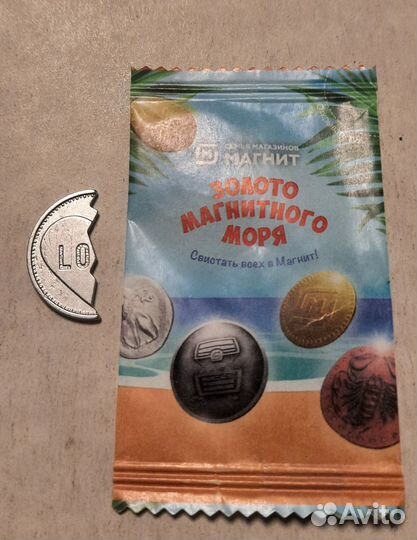 СЕМЬЯ МАГАЗИНОВ
МАГНИТ
ЗОЛОТО
МАГНИТНОГО
МОРЯ
Свистать всех в Магнит!
LO
Avito